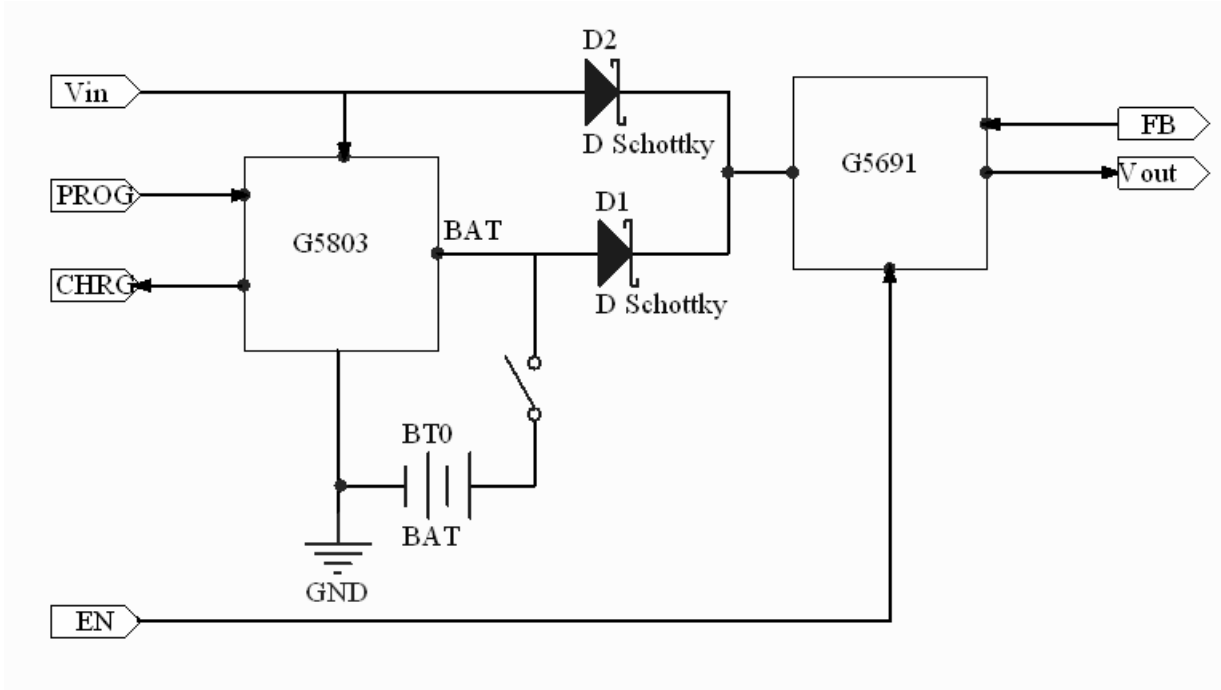 D2
Vin
FB
D Schottky
G5691
Vout
PROG
D1
BAT
G5803
CHRG
D Schottky
BT0
BAT
GND
EN